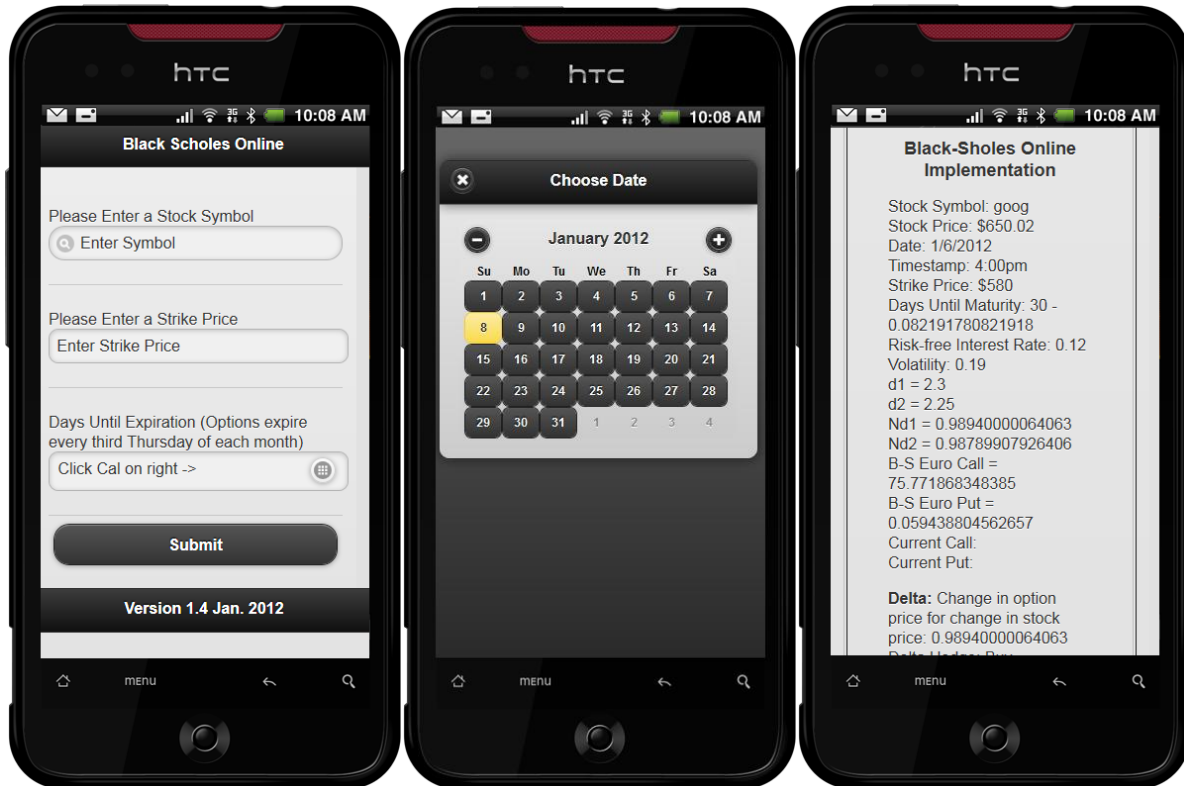 hTC
10:08 AM
Black Scholes Online
Please Enter a Stock Symbol
Enter Symbol
Please Enter a Strike Price
Enter Strike Price
Days Until Expiration (Options expire
every third Thursday of each month)
Click Cal on right ->
Submit
Version 1.4 Jan. 2012
MENU
hTC
3G 10:08 AM
Choose Date
January 2012
Su Mo Tu We Th Fr Sa
1 2 3 4 5 6 7
8 9 10 11 12 13 14
15 16 17 18 19 20 21
22 23 24 25 26 27 28
29 30 31 1 2 3 4
MENU
hTC
3G 10:08 AM
Black-Sholes Online
Implementation
Stock Symbol: goog
Stock Price: $650.02
Date: 1/6/2012
Timestamp: 4:00pm
Strike Price: $580
Days Until Maturity: 30 -
0.082191780821918
Risk-free Interest Rate: 0.12
Volatility: 0.19
d1 = 2.3
d2 = 2.25
Nd1 = 0.98940000064063
Nd2 = 0.98789907926406
B-S Euro Call =
75.771868348385
B-S Euro Put =
0.059438804562657
Current Call:
Current Put:
Delta: Change in option
price for change in stock
price: 0.98940000064063
Delta Hedge: Buy
MENU